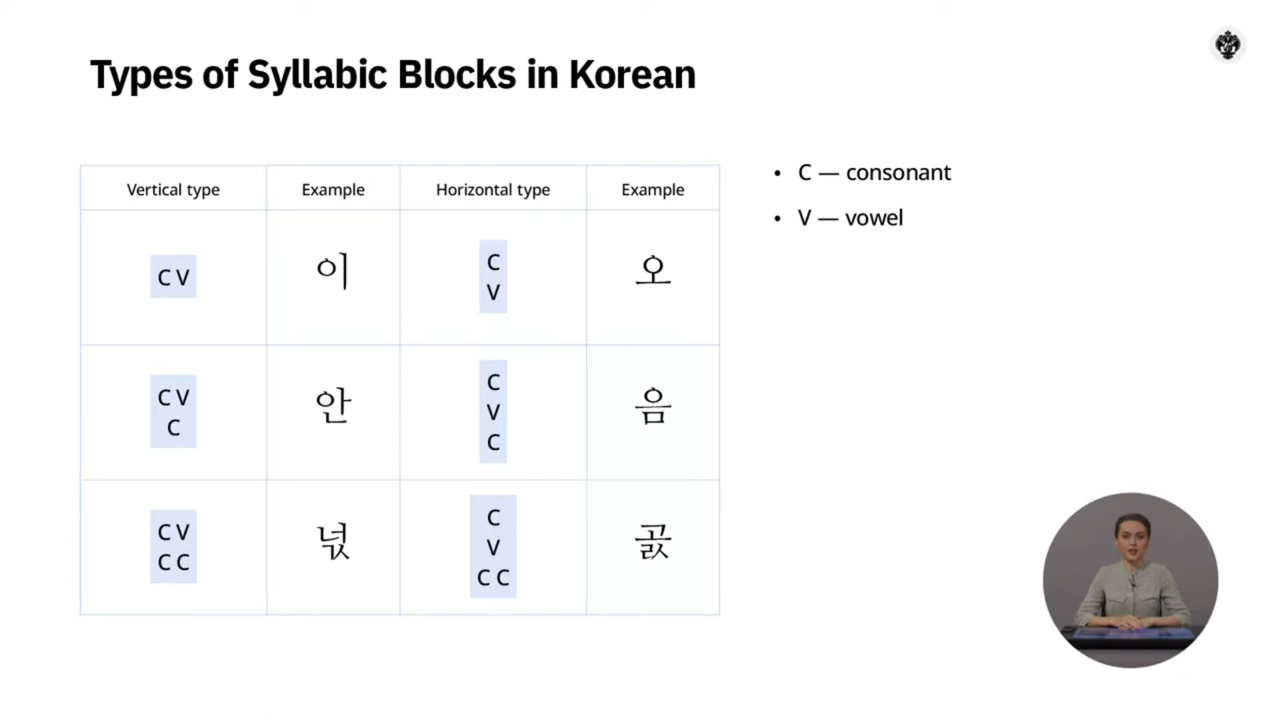 Types of Syllabic Blocks in Korean
Vertical type Example Horizontal type Example
C V
이
C
V
오
C V
C
안
C
V
C
음
C V
C C
넋
C
V
C C
곬
• C — consonant
• V — vowel